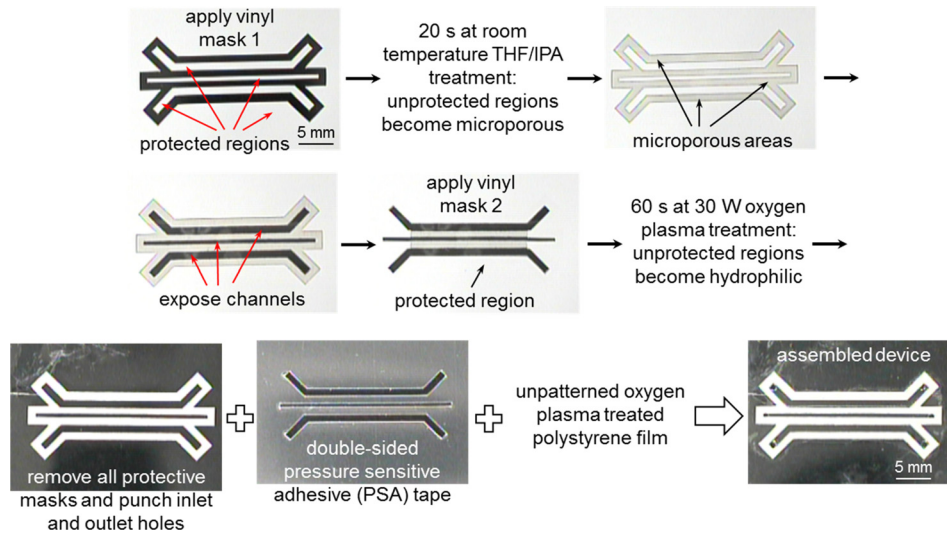 apply vinyl
mask 1
protected regions
5 mm
20 s at room
temperature THF/IPA
treatment:
unprotected regions
become microporous
microporous areas
expose channels
apply vinyl
mask 2
protected region
60 s at 30 W oxygen
plasma treatment:
unprotected regions
become hydrophilic
remove all protective
masks and punch inlet
and outlet holes
double-sided
pressure sensitive
adhesive (PSA) tape
unpatterned oxygen
plasma treated
polystyrene film
assembled device
5 mm